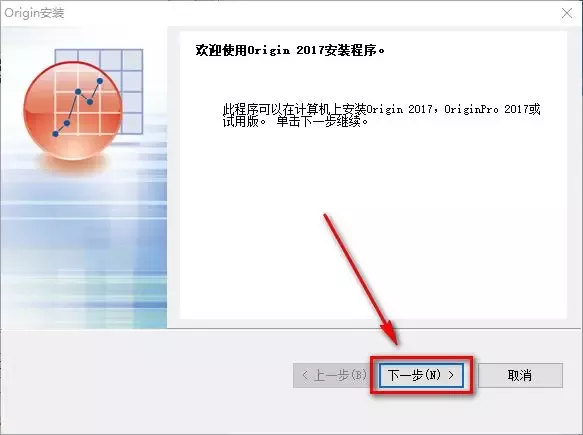 Origin安装
欢迎使用Origin 2017安装程序。
此程序可以在计算机上安装Origin 2017，OriginPro 2017或
试用版。 单击下一步继续。
< 上一步(B) 下一步(N) > 取消